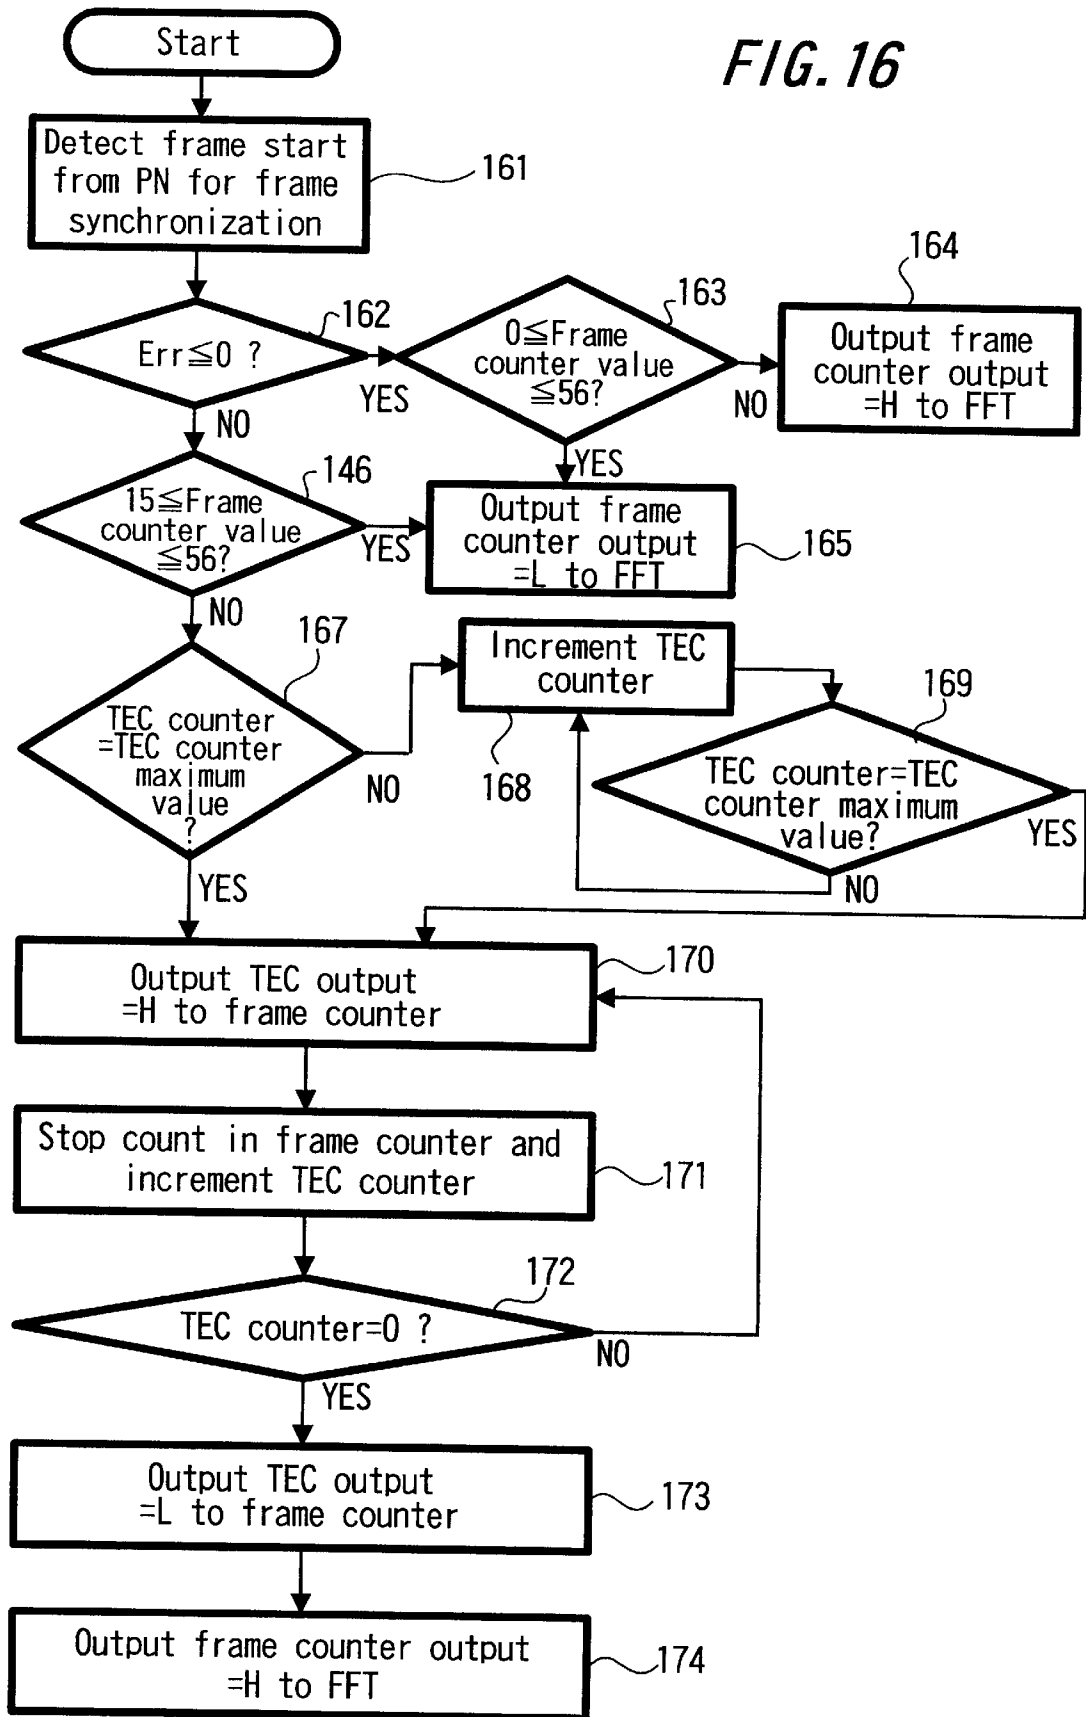 Start
FIG. 16
Detect frame start
from PN for frame
synchronization
161
Err≦0 ?
162
YES
NO
0≦Frame
counter value
≦56?
163
NO
YES
164
Output frame
counter output
=H to FFT
15≦Frame
counter value
≦56?
146
YES
NO
Output frame
counter output
=L to FFT
165
167
TEC counter
=TEC counter
maximum
value
?
NO
YES
Increment TEC
counter
168
169
TEC counter=TEC
counter maximum
value?
YES
NO
Output TEC output
=H to frame counter
170
Stop count in frame counter and
increment TEC counter
171
172
TEC counter=0 ?
NO
YES
Output TEC output
=L to frame counter
173
Output frame counter output
=H to FFT
174